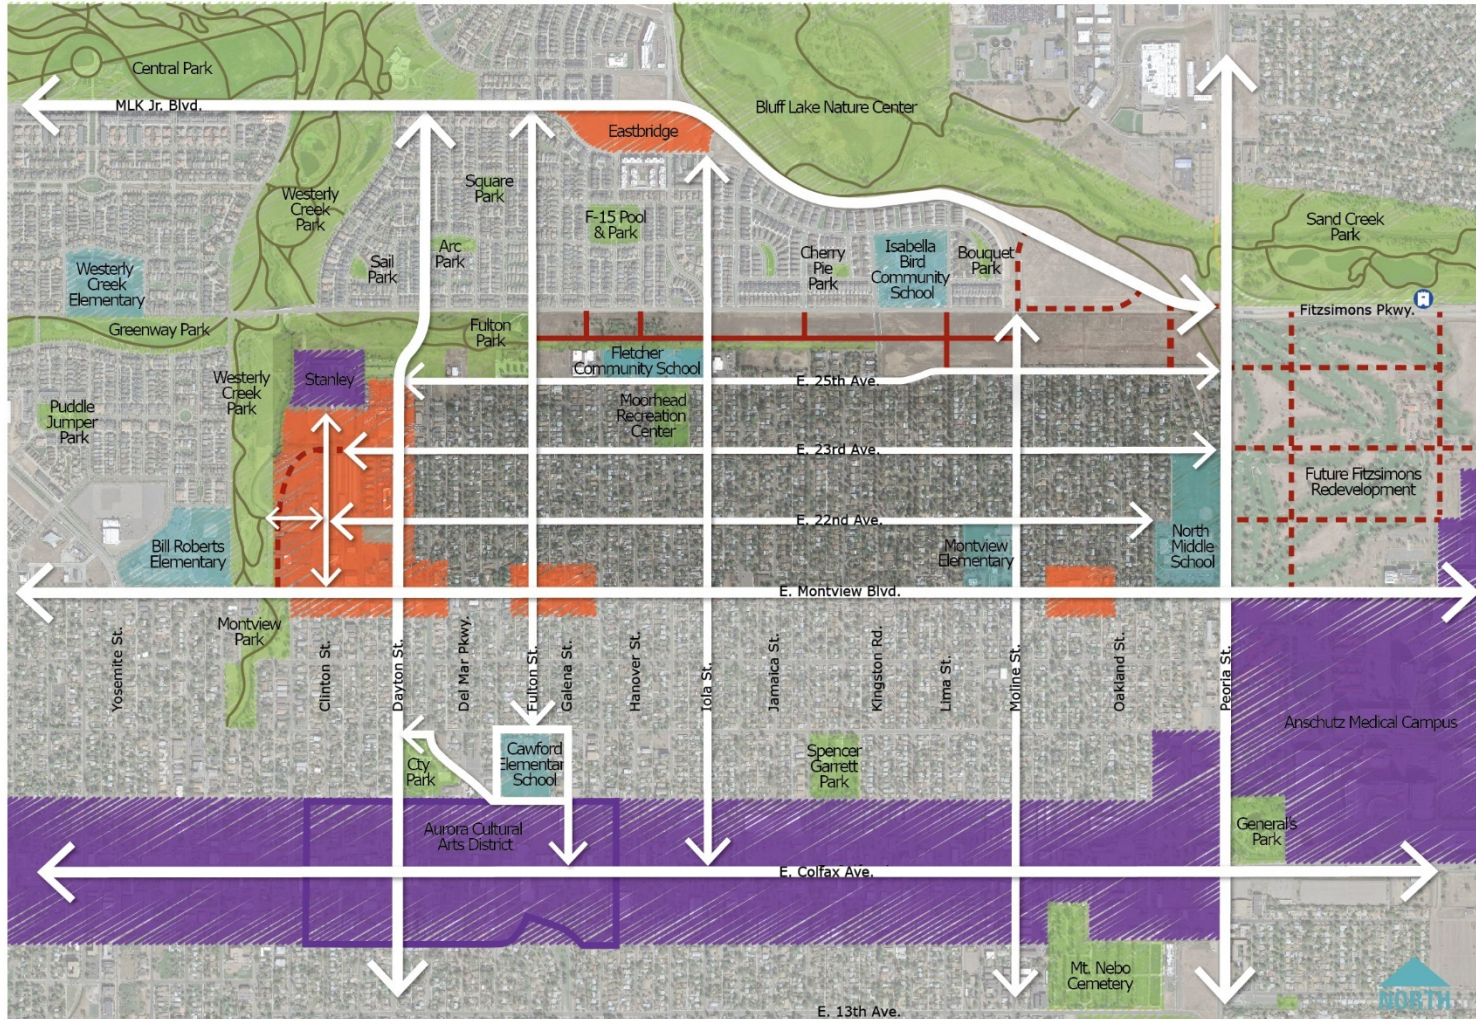 Central Park
MLK Jr. Blvd.
Bluff Lake Nature Center
Eastbridge
Westerly
Creek
Park
Square
Park
F-15 Pool
& Park
Sand Creek
Park
Arc
Park
Sail
Park
Cherry
Pie
Park
Isabella
Bird
Community
School
Bouquet
Park
Westerly
Creek
Elementary
Greenway Park
Fulton
Park
Fitzsimons Pkwy.
Fletcher
Community School
Stanley
Westerly
Creek
Park
E. 25th Ave.
Puddle
Jumper
Park
Moorhead
Recreation
Center
E. 23rd Ave.
Future Fitzsimons
Redevelopment
E. 22nd Ave.
Bill Roberts
Elementary
Montview
Elementary
North
Middle
School
E. Montview Blvd.
Montview
Park
Yosemite St.
Clinton St.
Dayton St.
Del Mar Pkwy.
Fulton St.
Galena St.
Hanover St.
Iola St.
Jamaica St.
Kingston Rd.
Lima St.
Moline St.
Oakland St.
Peoria St.
Anschutz Medical Campus
Cty
Park
Cawford
Elementary
School
Spencer
Garrett
Park
Aurora Cultural
Arts District
General's
Park
E. Colfax Ave.
Mt. Nebo
Cemetery
NORTH
E. 13th Ave.